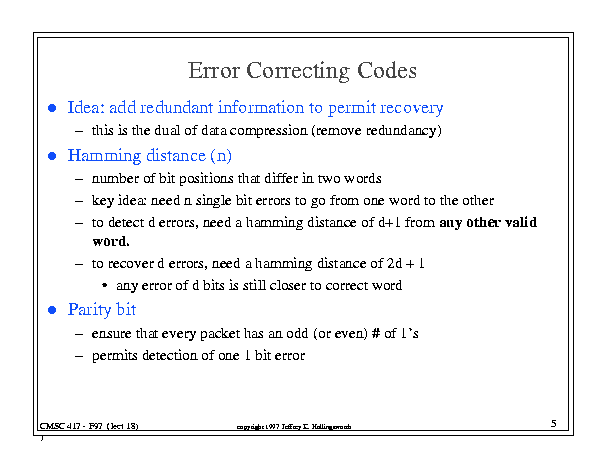 Error Correcting Codes
● Idea: add redundant information to permit recovery
– this is the dual of data compression (remove redundancy)
● Hamming distance (n)
– number of bit positions that differ in two words
– key idea: need n single bit errors to go from one word to the other
– to detect d errors, need a hamming distance of d+1 from any other valid
word.
– to recover d errors, need a hamming distance of 2d + 1
• any error of d bits is still closer to correct word
● Parity bit
– ensure that every packet has an odd (or even) # of 1's
– permits detection of one 1 bit error
CMSC 417 - F97 (lect 18)
copyright 1997 Jeffrey K. Hollingsworth
5
)